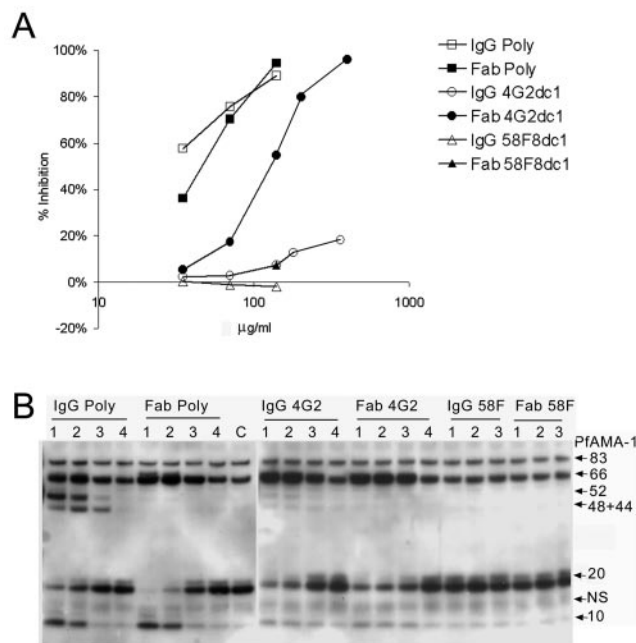 A
100%
80%
60%
40%
20%
0%
-20%
% Inhibition
10 100 1000
µg/ml
IgG Poly
Fab Poly
IgG 4G2dc1
Fab 4G2dc1
IgG 58F8dc1
Fab 58F8dc1
B
IgG Poly Fab Poly IgG 4G2 Fab 4G2 IgG 58F Fab 58F
1 2 3 4 1 2 3 4 C 1 2 3 4 1 2 3 4 1 2 3 1 2 3
PfAMA-1
83
66
52
48+44
20
NS
10